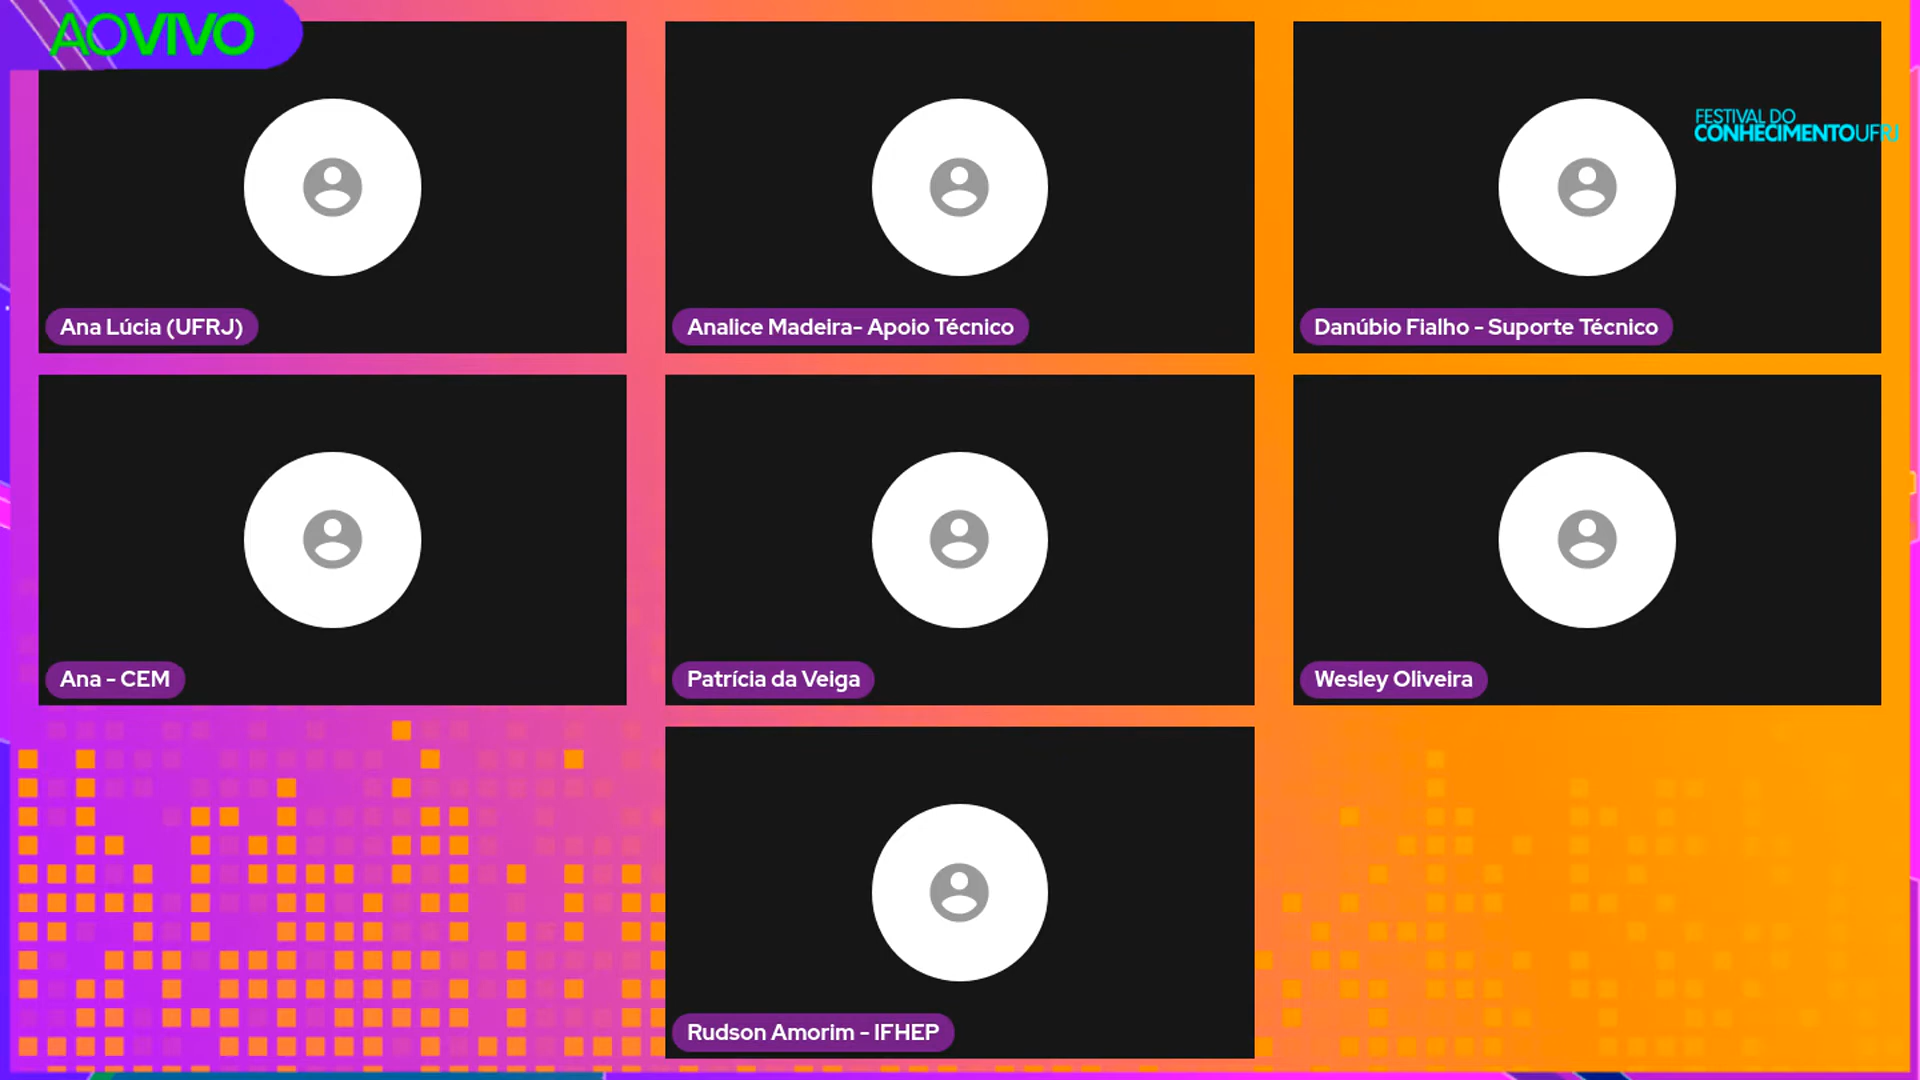 AOVIVO
FESTIVAL DO
CONHECIMENTOUFRJ
Ana Lúcia (UFRJ)
Analice Madeira- Apoio Técnico
Danúbio Fialho - Suporte Técnico
Ana - CEM
Patrícia da Veiga
Wesley Oliveira
Rudson Amorim - IFHEP